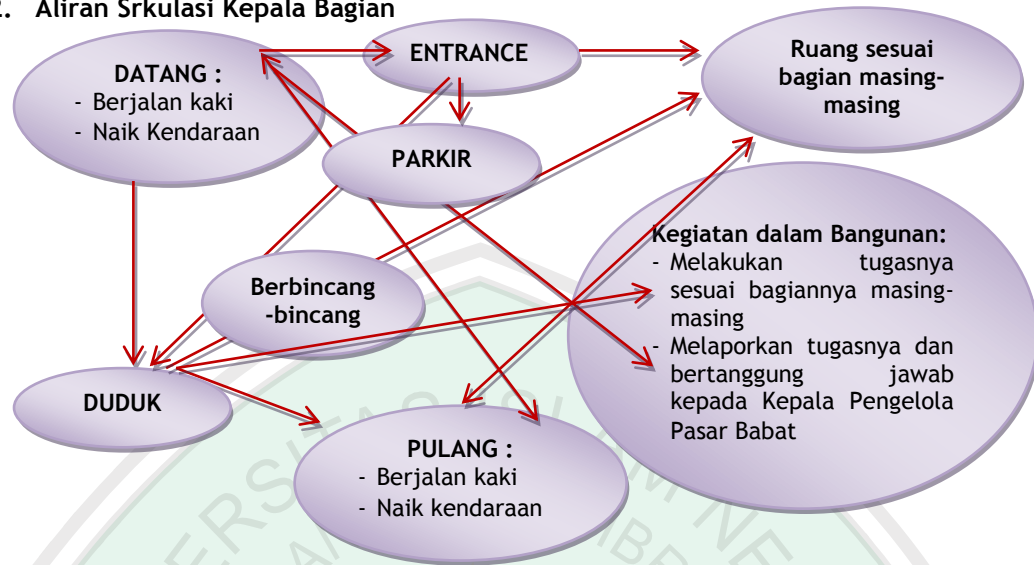 2. Aliran Srkulasi Kepala Bagian
ENTRANCE
Ruang sesuai
bagian masing-
masing
DATANG :
- Berjalan kaki
- Naik Kendaraan
PARKIR
Kegiatan dalam Bangunan:
- Melakukan tugasnya
sesuai bagiannya masing-
masing
- Melaporkan tugasnya dan
bertanggung jawab
kepada Kepala Pengelola
Pasar Babat
Berbincang
-bincang
DUDUK
PULANG :
- Berjalan kaki
- Naik kendaraan